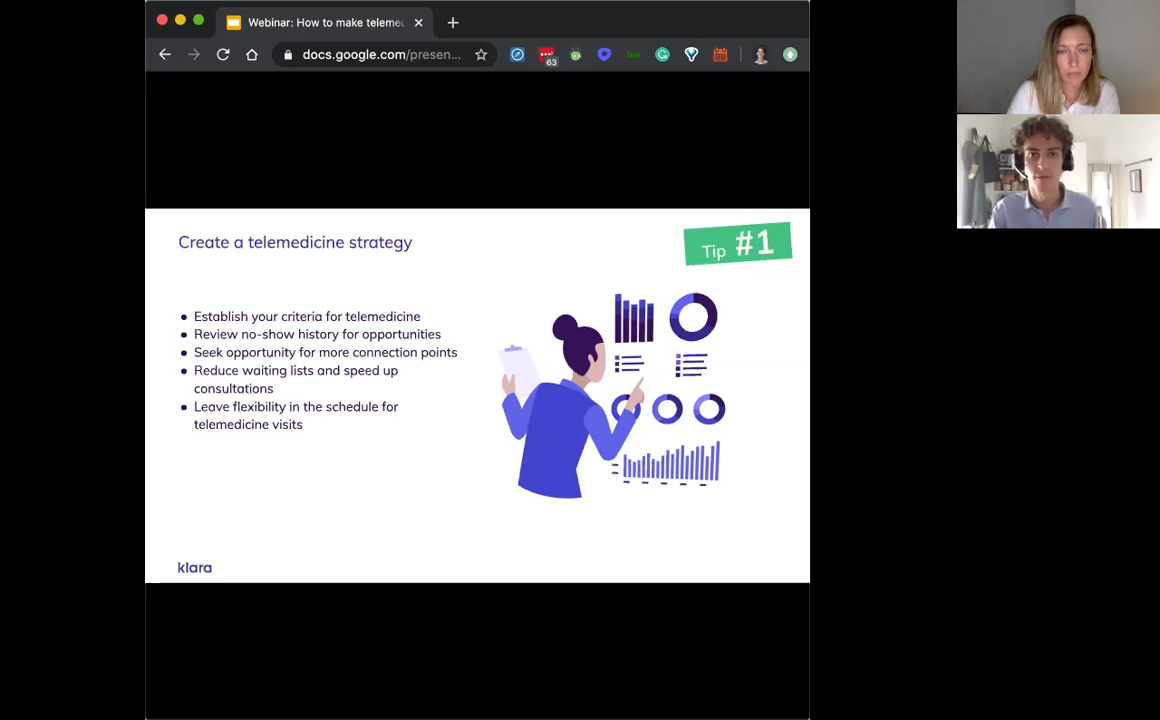 Webinar: How to make teleme
docs.google.com/presen...
63
Create a telemedicine strategy
Tip #1
Establish your criteria for telemedicine
Review no-show history for opportunities
Seek opportunity for more connection points
Reduce waiting lists and speed up
consultations
Leave flexibility in the schedule for
telemedicine visits
klara